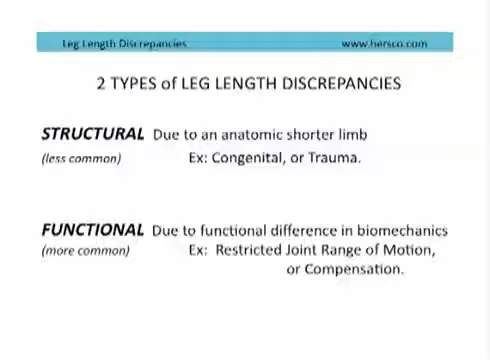 Leg Length Discrepancies www.hersco.com
2 TYPES of LEG LENGTH DISCREPANCIES
STRUCTURAL Due to an anatomic shorter limb
(less common) Ex: Congenital, or Trauma.
FUNCTIONAL Due to functional difference in biomechanics
(more common) Ex: Restricted Joint Range of Motion,
or Compensation.